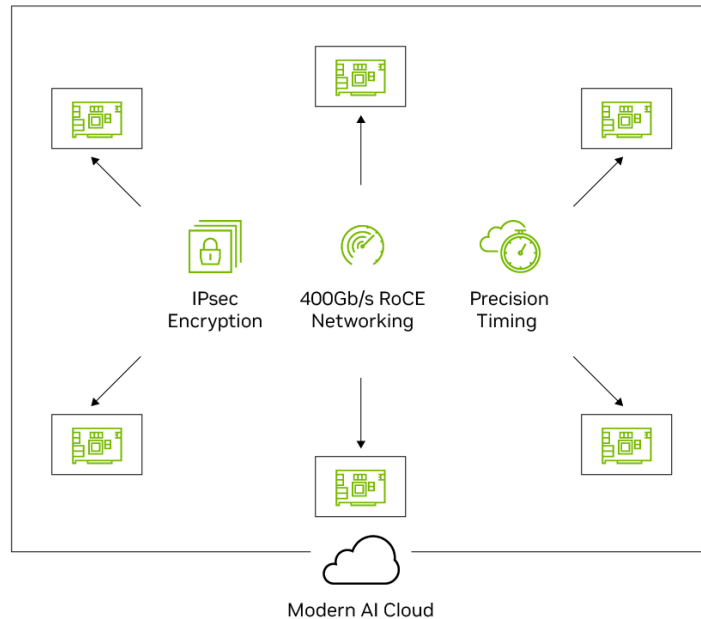 IPsec
Encryption
400Gb/s RoCE
Networking
Precision
Timing
Modern AI Cloud